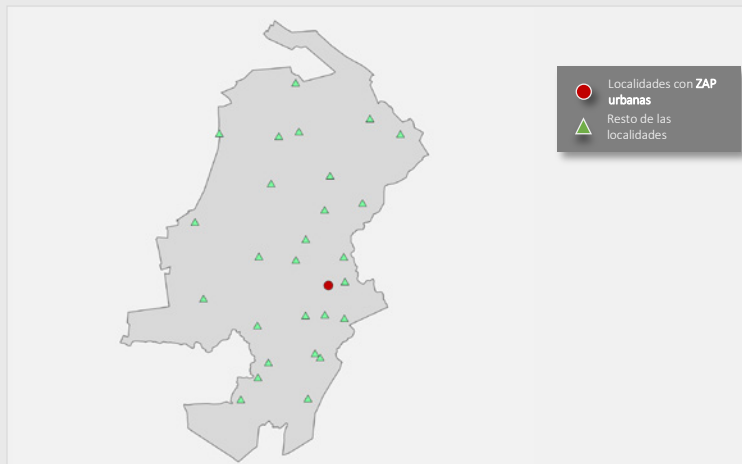 Localidades con ZAP
urbanas
Resto de las
localidades